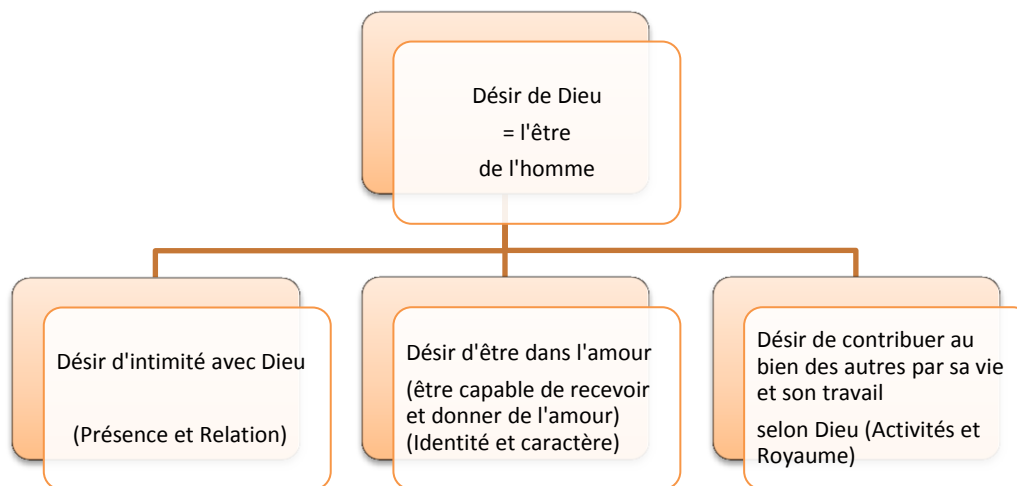 Désir de Dieu
= l'être
de l'homme
Désir d'intimité avec Dieu
(Présence et Relation)
Désir d'être dans l'amour
(être capable de recevoir
et donner de l'amour)
(Identité et caractère)
Désir de contribuer au
bien des autres par sa vie
et son travail
selon Dieu (Activités et
Royaume)